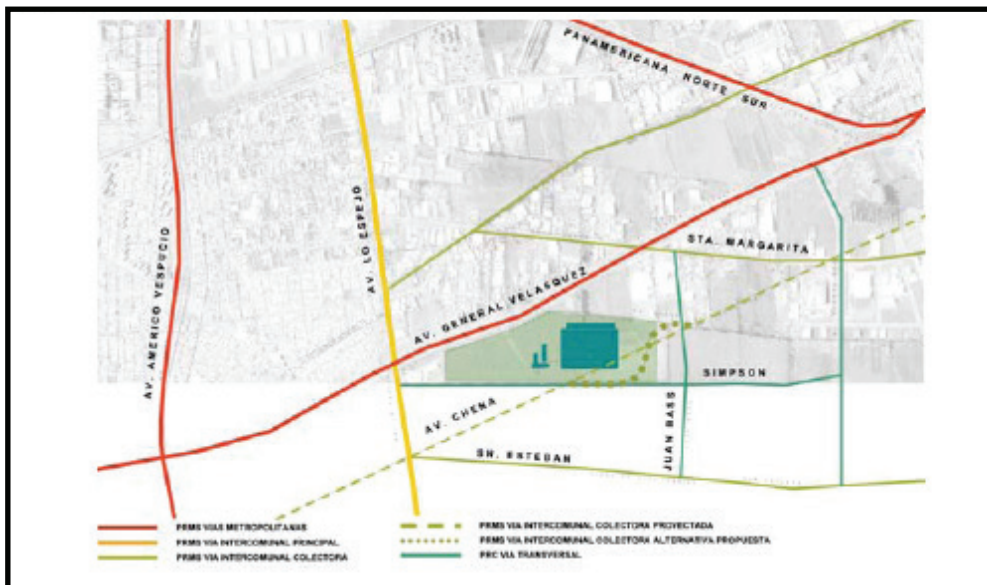 PANAMERICANA NORTE SUR
AV. AMERICO VESPUCIO
AV. LO ESPEJO
STA. MARGARITA
AV. GENERAL VELASQUEZ
SIMPSON
AV. CHENA
JUAN BASS
SN. ESTEBAN
PRMS VIAS METROPOLITANAS
PRMS VIA INTERCOMUNAL PRINCIPAL
PRMS VIA INTERCOMUNAL COLECTORA
PRMS VIA INTERCOMUNAL COLECTORA PROYECTADA
PRMS VIA INTERCOMUNAL COLECTORA ALTERNATIVA PROPUESTA
PRC VIA TRANSVERSAL